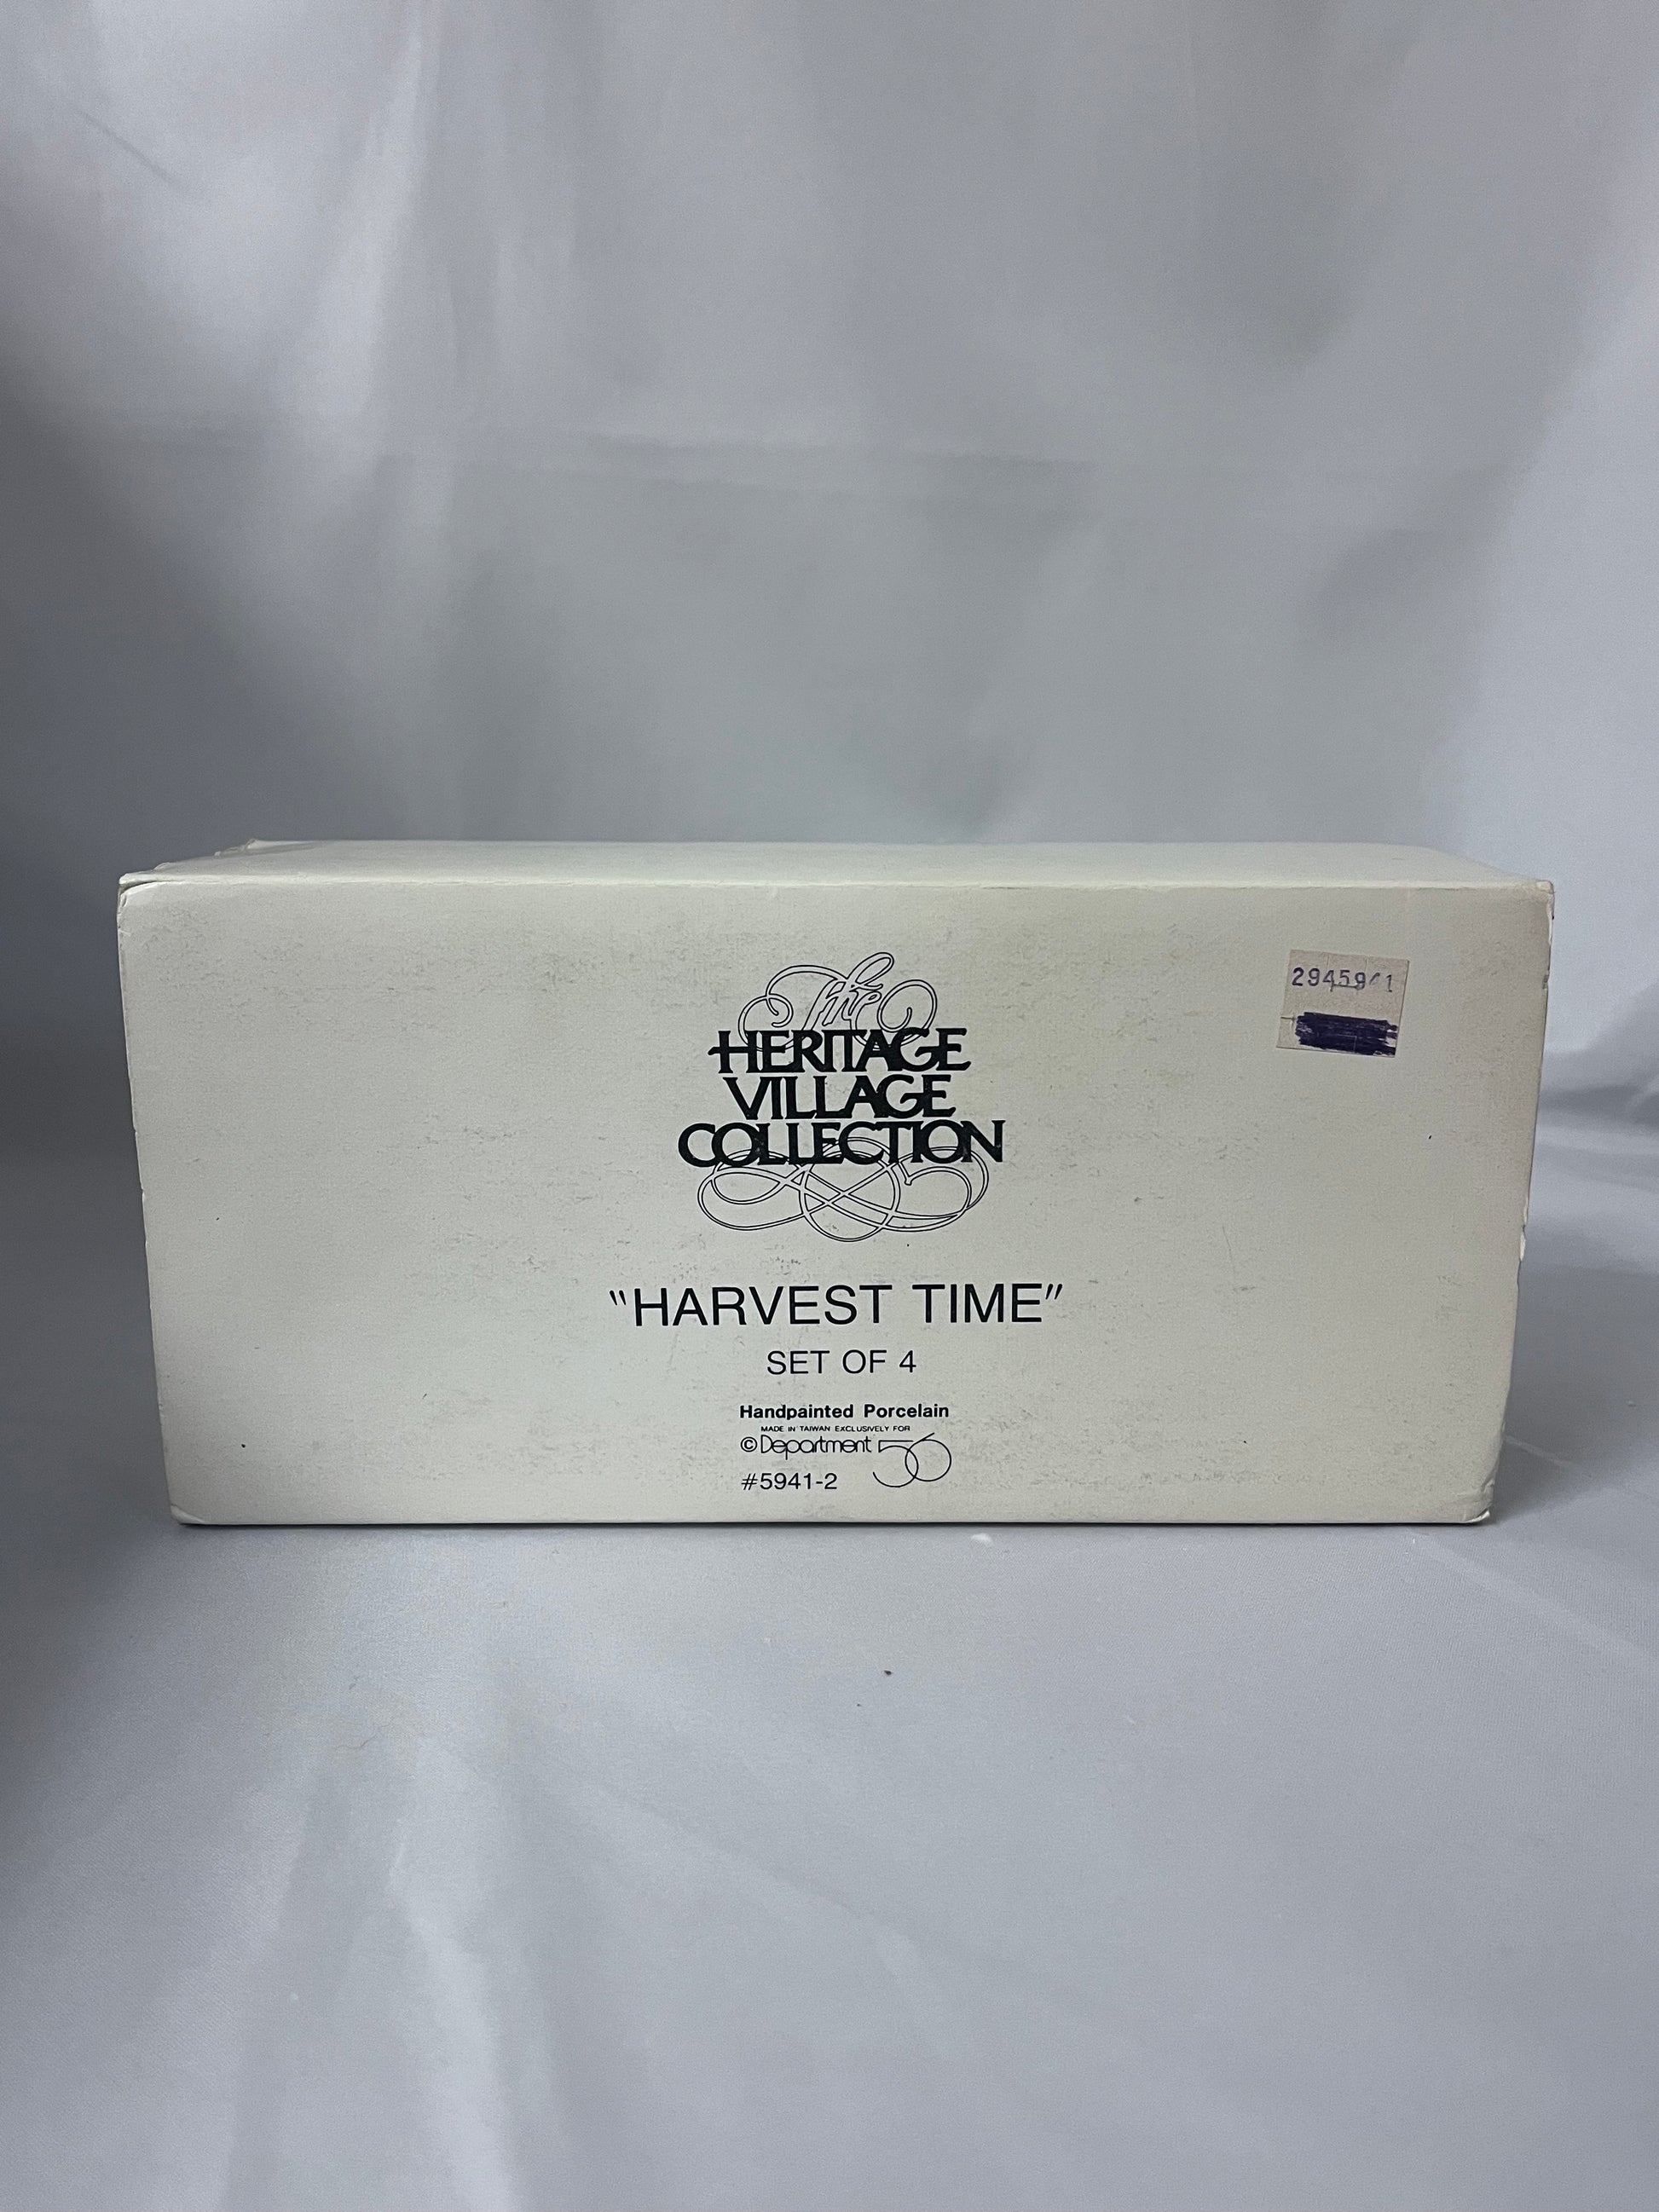 The
HERITAGE
VILLAGE
COLLECTION
2945941
"HARVEST TIME"
SET OF 4
Handpainted Porcelain
MADE IN TAIWAN EXCLUSIVELY FOR
©Department 56
#5941-2